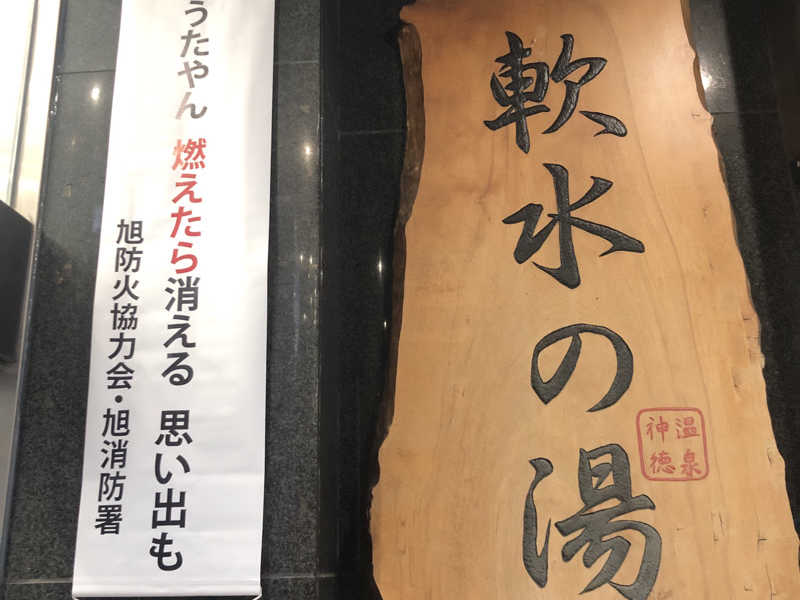 軟水の湯
温泉
神徳
うたやん 燃えたら消える 思い出も
旭防火協力会・旭消防署